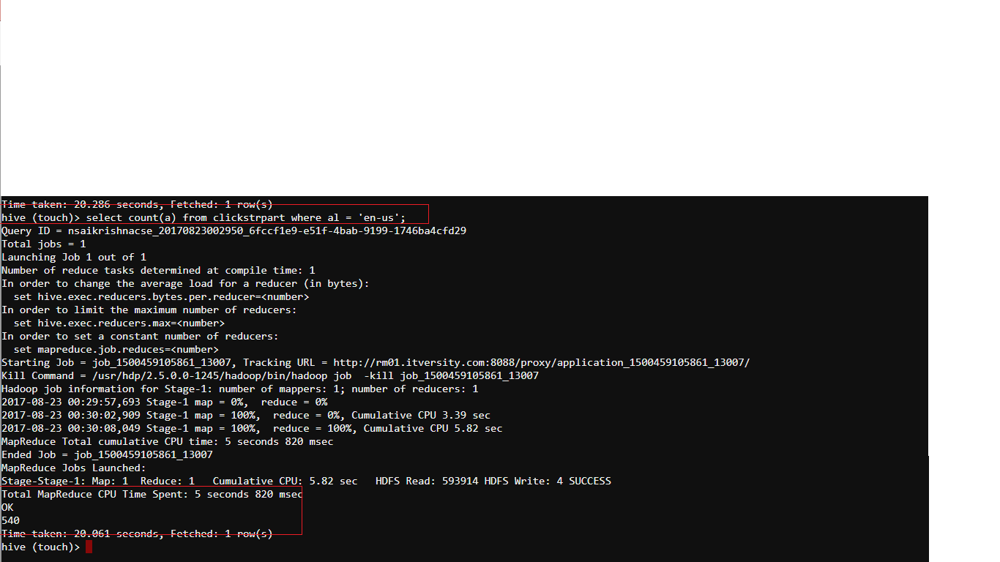 Time taken: 20.286 seconds, Fetched: 1 row(s)
hive (touch)> select count(a) from clickstrpart where al = 'en-us';
Query ID = nsaikrishnacse_20170823002950_6fccf1e9-e51f-4bab-9199-1746ba4cfd29
Total jobs = 1
Launching Job 1 out of 1
Number of reduce tasks determined at compile time: 1
In order to change the average load for a reducer (in bytes):
  set hive.exec.reducers.bytes.per.reducer=<number>
In order to limit the maximum number of reducers:
  set hive.exec.reducers.max=<number>
In order to set a constant number of reducers:
  set mapreduce.job.reduces=<number>
Starting Job = job_1500459105861_13007, Tracking URL = http://rm01.itversity.com:8088/proxy/application_1500459105861_13007/
Kill Command = /usr/hdp/2.5.0.0-1245/hadoop/bin/hadoop job  -kill job_1500459105861_13007
Hadoop job information for Stage-1: number of mappers: 1; number of reducers: 1
2017-08-23 00:29:57,693 Stage-1 map = 0%,  reduce = 0%
2017-08-23 00:30:02,909 Stage-1 map = 100%,  reduce = 0%, Cumulative CPU 3.39 sec
2017-08-23 00:30:08,049 Stage-1 map = 100%,  reduce = 100%, Cumulative CPU 5.82 sec
MapReduce Total cumulative CPU time: 5 seconds 820 msec
Ended Job = job_1500459105861_13007
MapReduce Jobs Launched:
Stage-Stage-1: Map: 1  Reduce: 1   Cumulative CPU: 5.82 sec   HDFS Read: 593914 HDFS Write: 4 SUCCESS
Total MapReduce CPU Time Spent: 5 seconds 820 msec
OK
540
Time taken: 20.061 seconds, Fetched: 1 row(s)
hive (touch)>